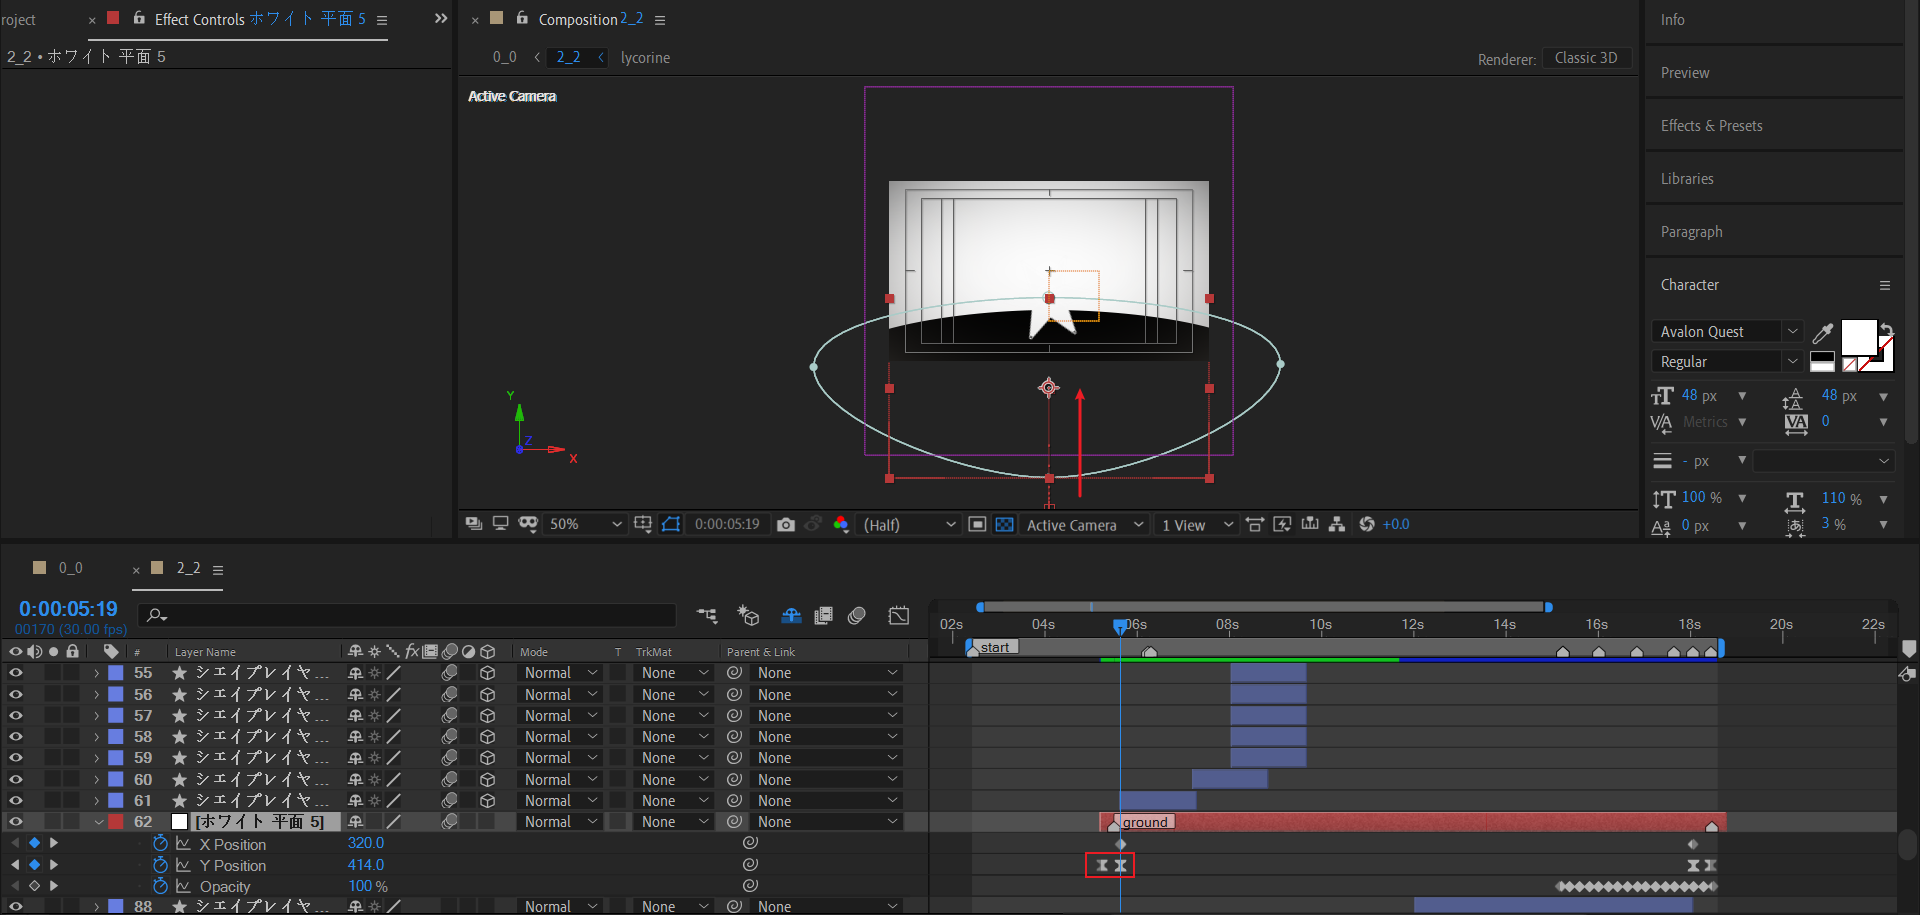 roject
× Effect Controls ホワイト 平面 5
2_2 • ホワイト 平面 5
× Composition 2_2
0_0 < 2_2 < lycorine
Renderer: Classic 3D
Active Camera
Y
Z
X
50%
0:00:05:19
(Half)
Active Camera
1 View
+0.0
Info
Preview
Effects & Presets
Libraries
Paragraph
Character
Avalon Quest
Regular
48 px
48 px
Metrics
0
- px
100 %
110 %
0 px
3 %
0_0
× 2_2
0:00:05:19
00170 (30.00 fps)
02s 04s 06s 08s 10s 12s 14s 16s 18s 20s 22s
start
# Layer Name Mode T TrkMat Parent & Link
55 シエイプレイヤ... Normal None None
56 シエイプレイヤ... Normal None None
57 シエイプレイヤ... Normal None None
58 シエイプレイヤ... Normal None None
59 シエイプレイヤ... Normal None None
60 シエイプレイヤ... Normal None None
61 シエイプレイヤ... Normal None None
62 [ホワイト 平面 5] Normal None None
ground
X Position 320.0
Y Position 414.0
Opacity 100 %
88 シエイプレイヤ... Normal None None